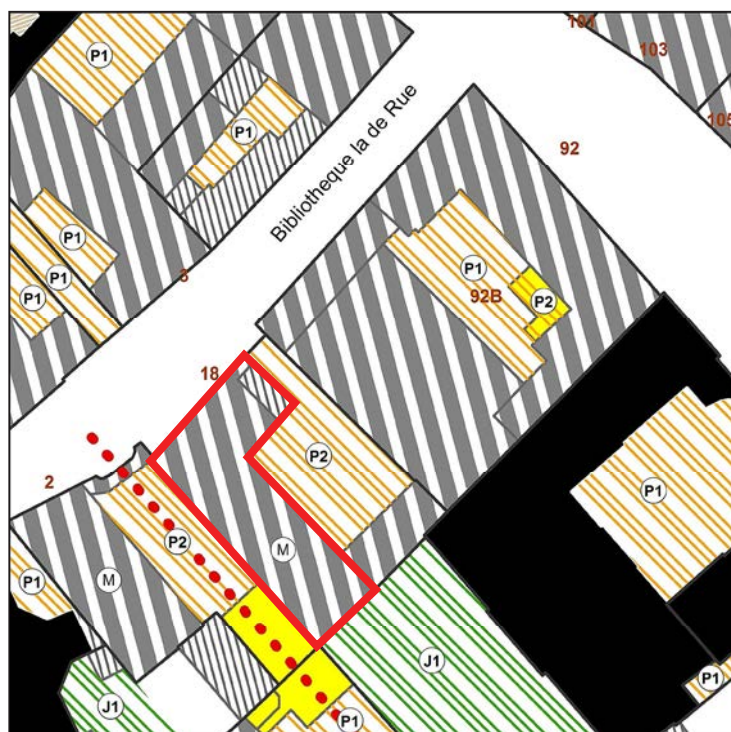 101
103
105
P1
P1
Bibliotheque la de Rue
92
P1
P1
P1
3
P1
92B
P2
18
P2
P1
2
P2
M
M
P1
J1
J1
P1
P1